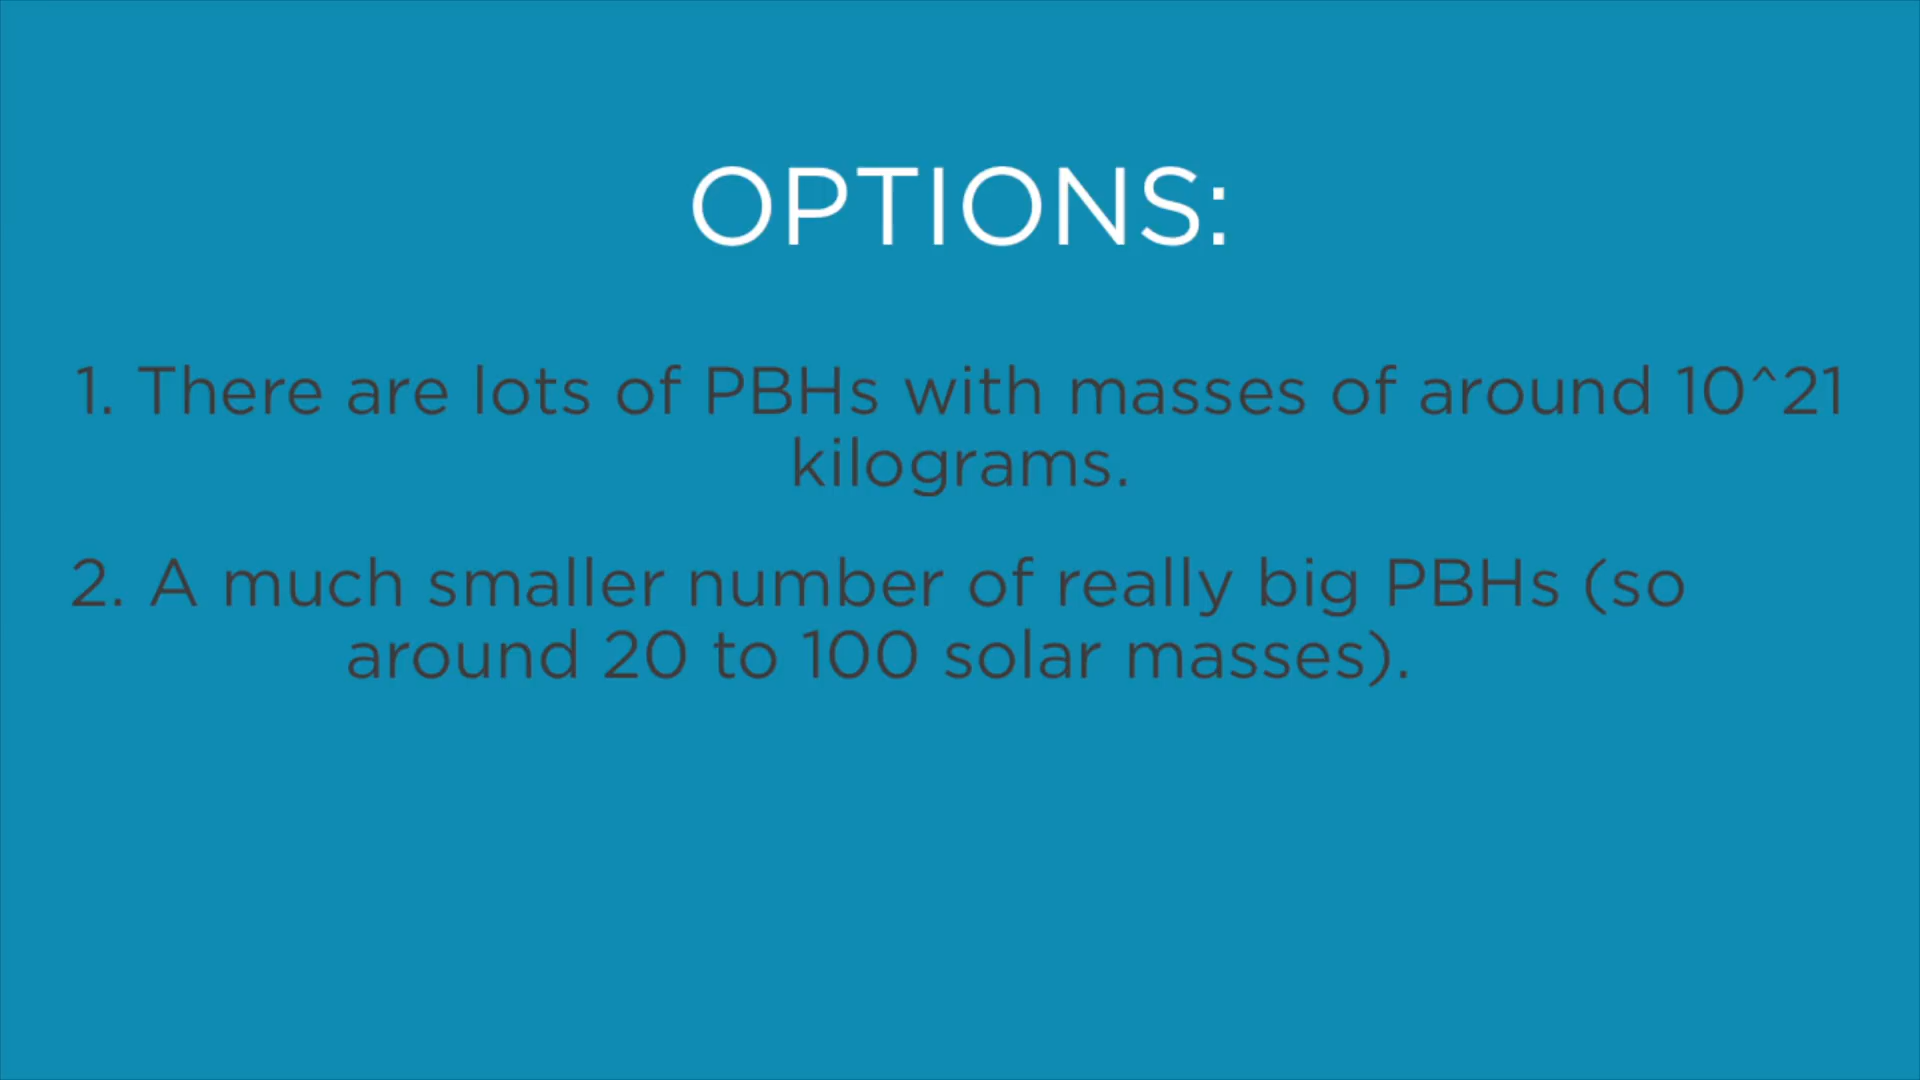 OPTIONS:
1. There are lots of PBHs with masses of around 10^21
kilograms.
2. A much smaller number of really big PBHs (so
around 20 to 100 solar masses).